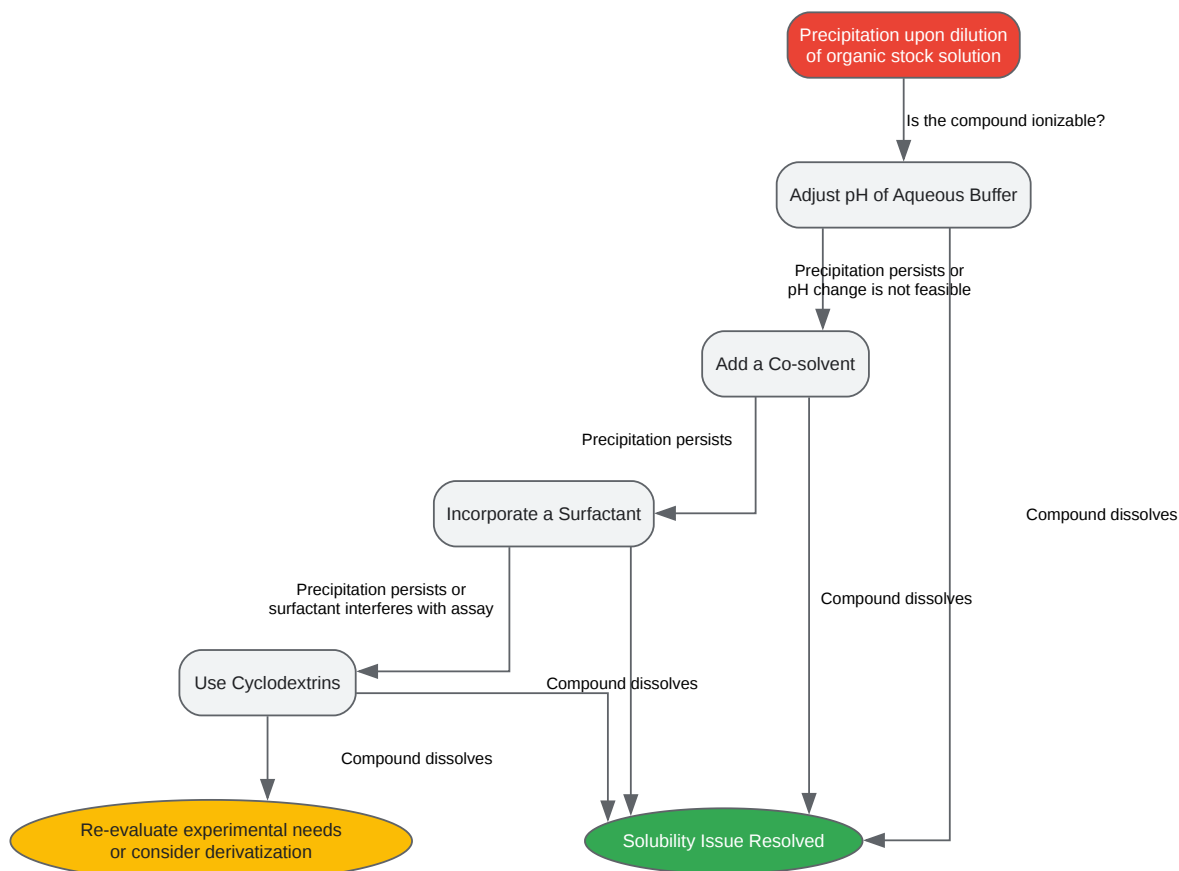 Precipitation upon dilution
of organic stock solution
Is the compound ionizable?
Adjust pH of Aqueous Buffer
Precipitation persists or
pH change is not feasible
Add a Co-solvent
Precipitation persists
Incorporate a Surfactant
Compound dissolves
Precipitation persists or
surfactant interferes with assay
Compound dissolves
Use Cyclodextrins
Compound dissolves
Compound dissolves
Re-evaluate experimental needs
or consider derivatization
Solubility Issue Resolved